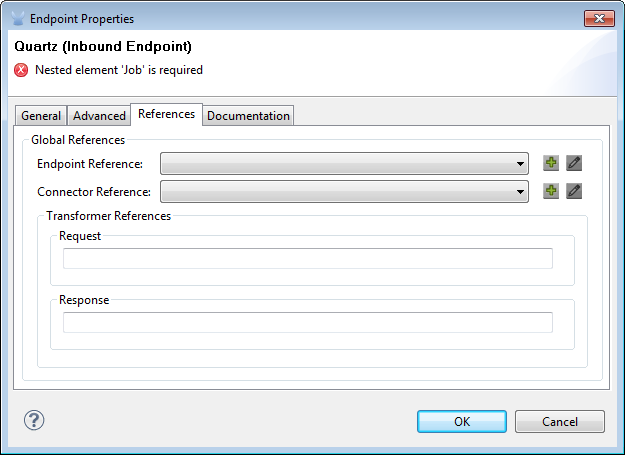 Endpoint Properties
Quartz (Inbound Endpoint)
Nested element 'Job' is required
General Advanced References Documentation
Global References
Endpoint Reference:
Connector Reference:
Transformer References
Request
Response
? OK Cancel